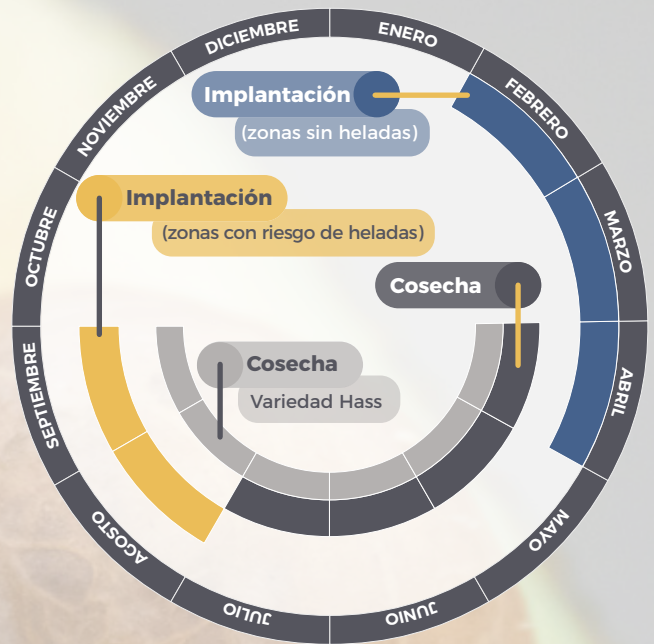 ENERO
FEBRERO
MARZO
ABRIL
MAYO
JUNIO
JULIO
AGOSTO
SEPTIEMBRE
OCTUBRE
NOVIEMBRE
DICIEMBRE
Implantación
(zonas sin heladas)
Implantación
(zonas con riesgo de heladas)
Cosecha
Cosecha
Variedad Hass